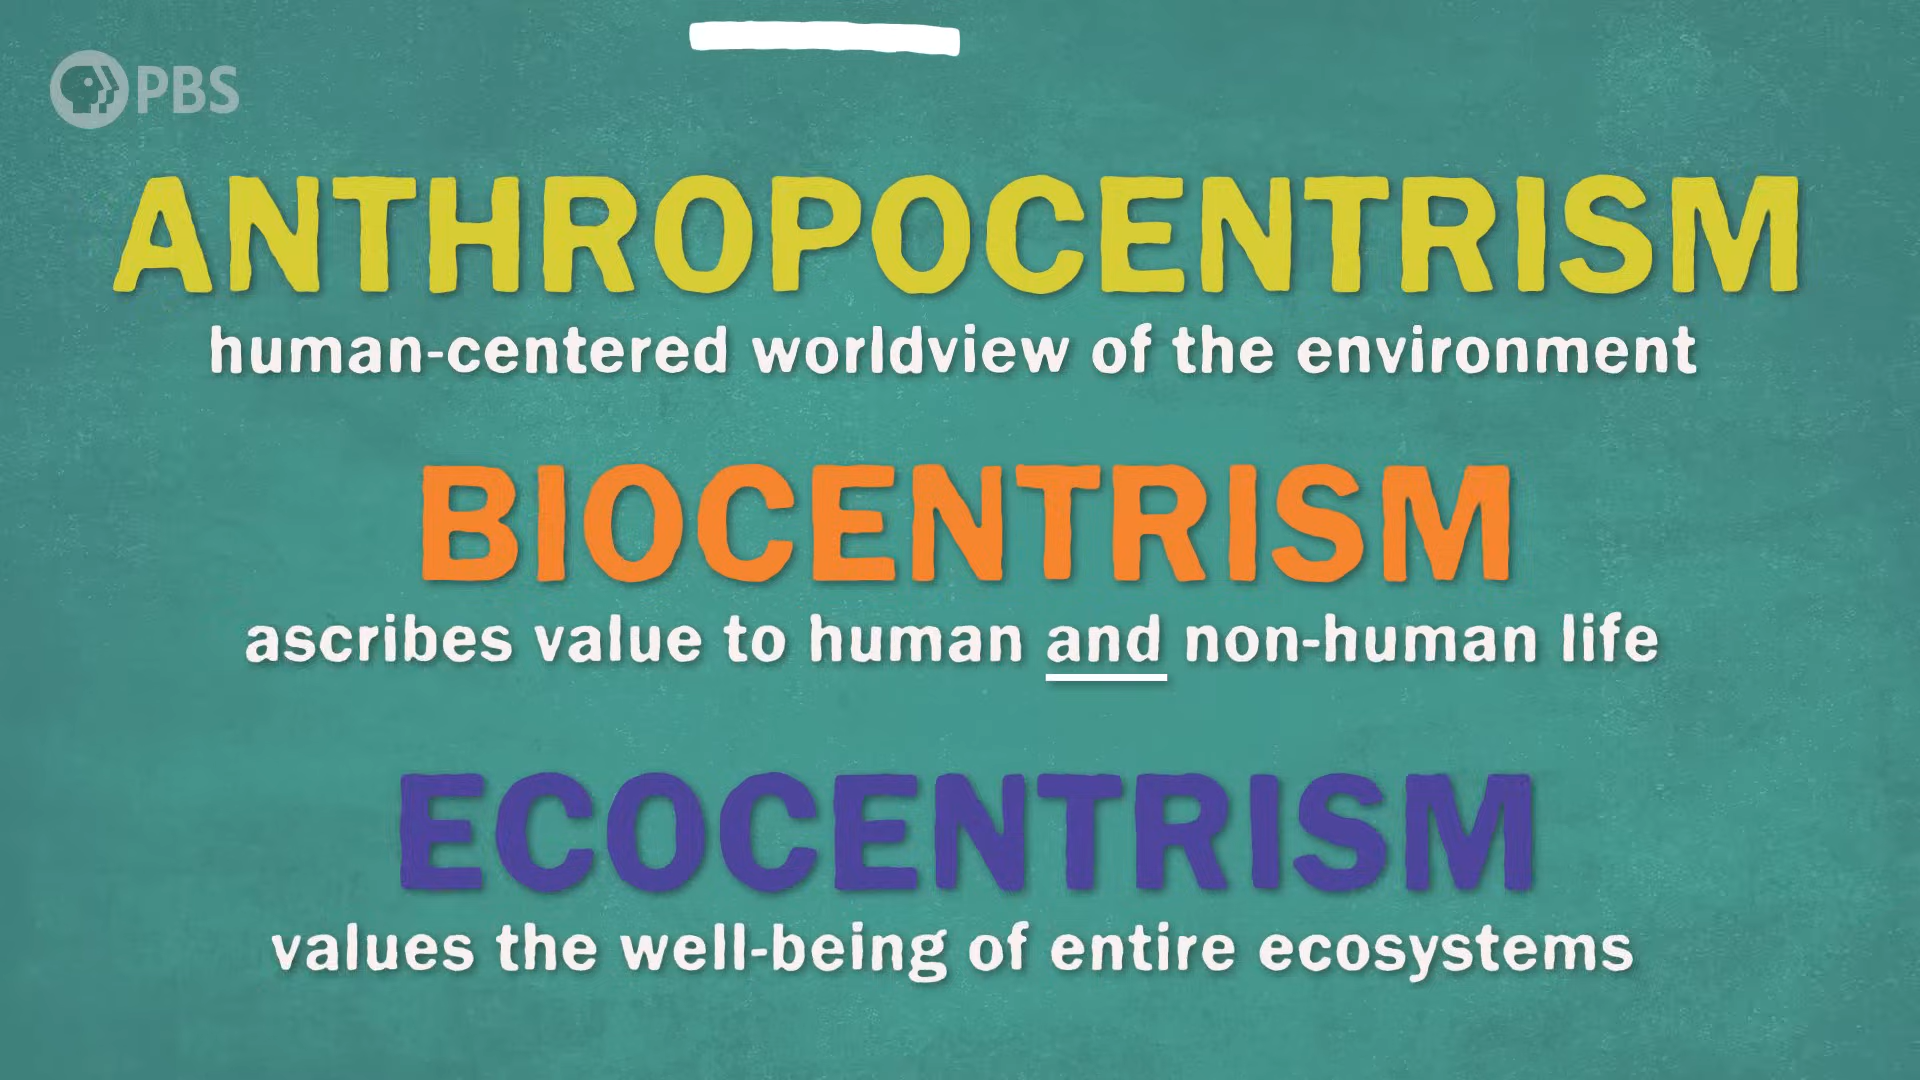 PBS
ANTHROPOCENTRISM
human-centered worldview of the environment
BIOCENTRISM
ascribes value to human and non-human life
ECOCENTRISM
values the well-being of entire ecosystems